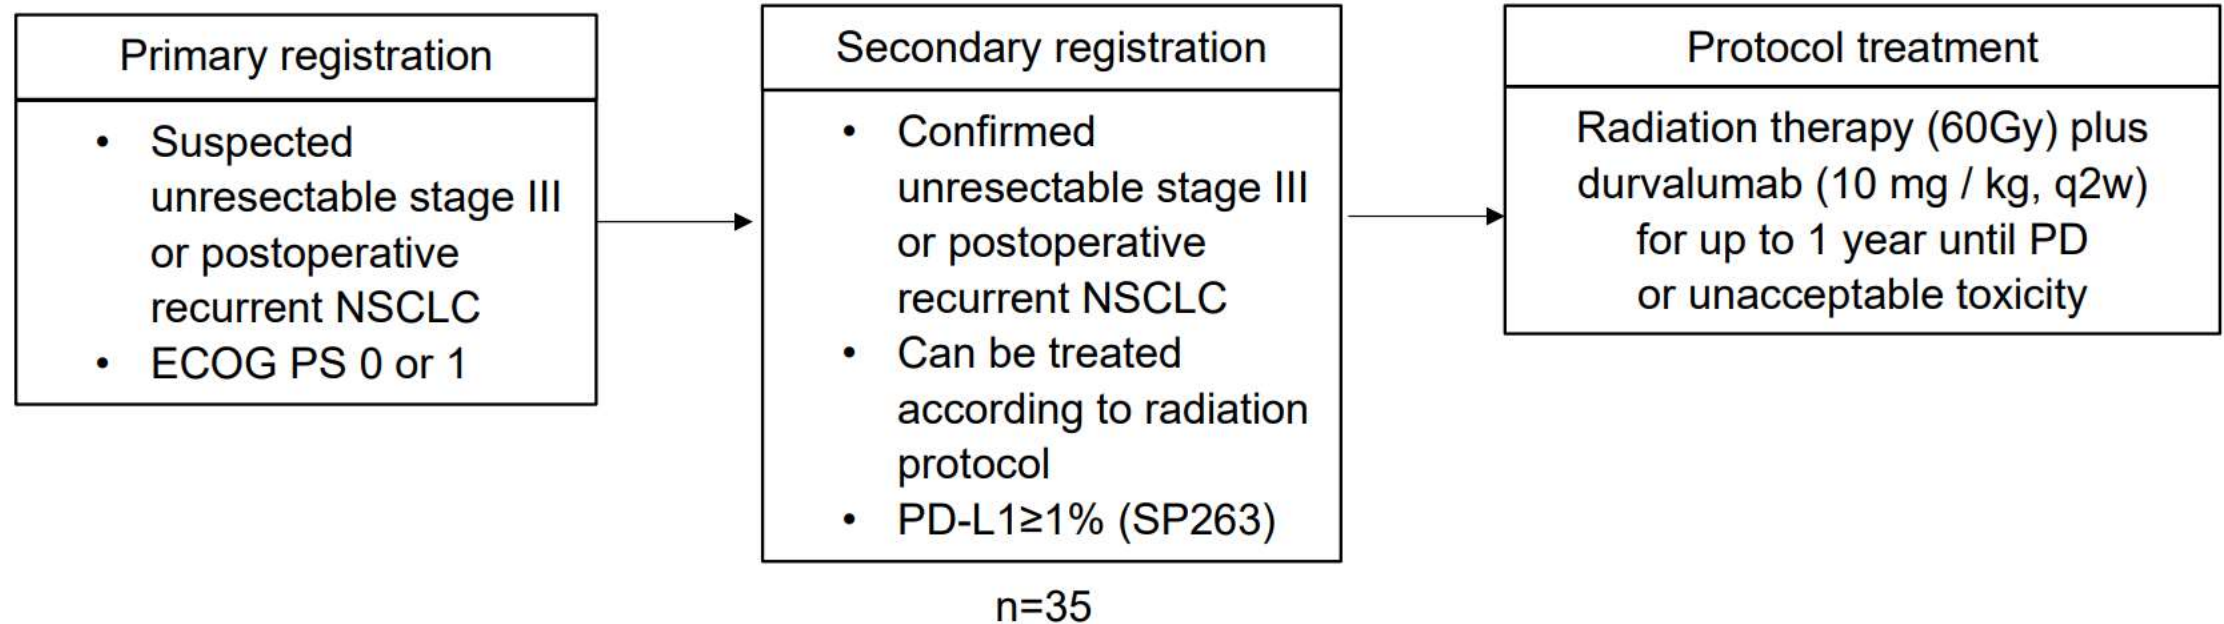 Primary registration
• Suspected
unresectable stage III
or postoperative
recurrent NSCLC
• ECOG PS 0 or 1
Secondary registration
• Confirmed
unresectable stage III
or postoperative
recurrent NSCLC
• Can be treated
according to radiation
protocol
• PD-L1≥1% (SP263)
n=35
Protocol treatment
Radiation therapy (60Gy) plus
durvalumab (10 mg / kg, q2w)
for up to 1 year until PD
or unacceptable toxicity